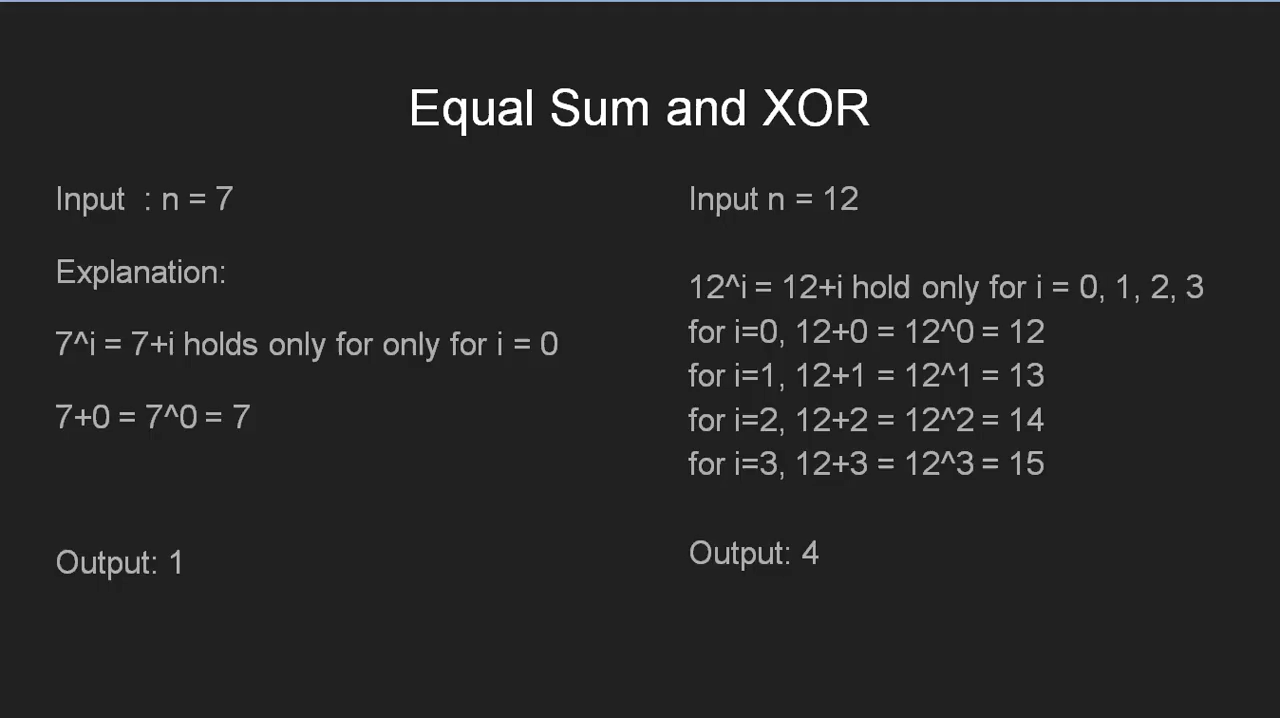 Equal Sum and XOR
Input  : n = 7
Explanation:
7^i = 7+i holds only for only for i = 0
7+0 = 7^0 = 7
Output: 1
Input n = 12
12^i = 12+i hold only for i = 0, 1, 2, 3
for i=0, 12+0 = 12^0 = 12
for i=1, 12+1 = 12^1 = 13
for i=2, 12+2 = 12^2 = 14
for i=3, 12+3 = 12^3 = 15
Output: 4